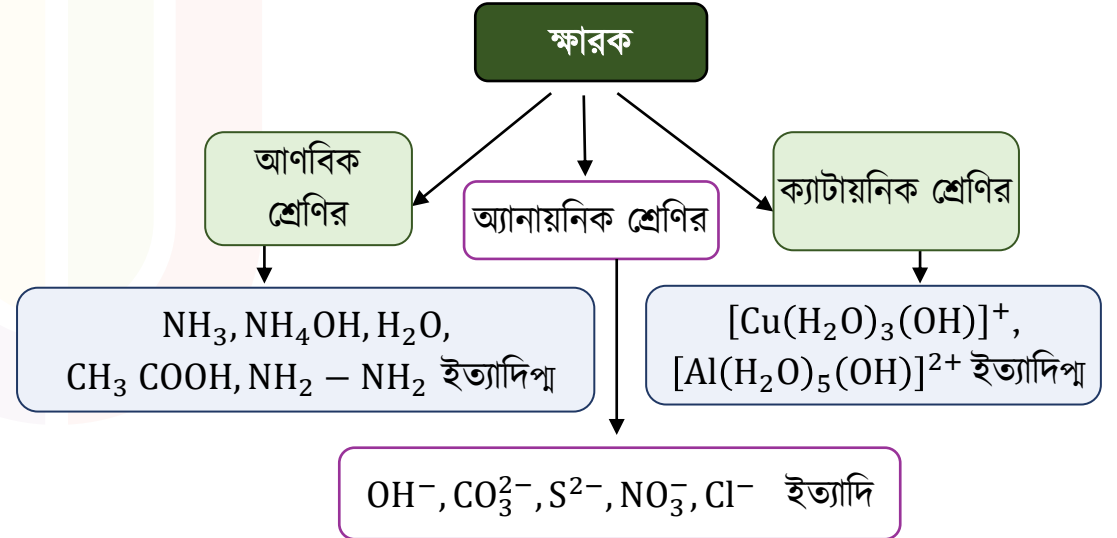 ক্ষারক
আণবিক
শ্রেণির
অ্যানায়নিক শ্রেণির
ক্যাটায়নিক শ্রেণির
NH₃, NH₄OH, H₂O,
CH₃ COOH, NH₂ − NH₂ ইত্যাদিপ্ম
[Cu(H₂O)₃(OH)]⁺,
[Al(H₂O)₅(OH)]²⁺ ইত্যাদিপ্ম
OH⁻, CO₃²⁻, S²⁻, NO₃⁻, Cl⁻ ইত্যাদি